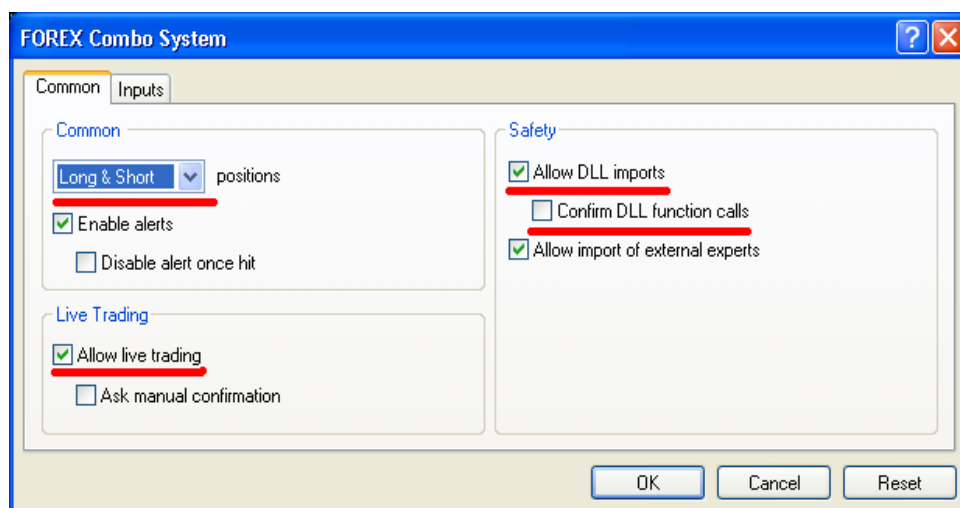 FOREX Combo System
Common Inputs
Common
Long & Short positions
Enable alerts
Disable alert once hit
Live Trading
Allow live trading
Ask manual confirmation
Safety
Allow DLL imports
Confirm DLL function calls
Allow import of external experts
OK Cancel Reset